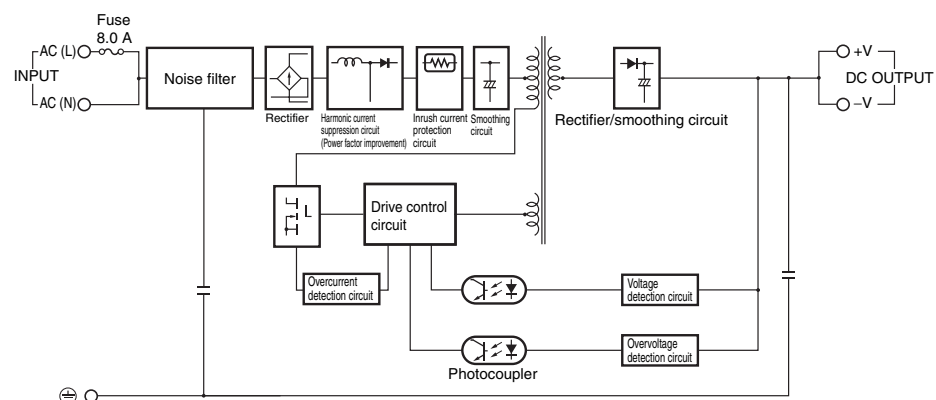 Fuse
8.0 A
AC (L)
INPUT
AC (N)
Noise filter
Rectifier
Harmonic current
suppression circuit
(Power factor improvement)
Inrush current
protection
circuit
Smoothing
circuit
Rectifier/smoothing circuit
+V
DC OUTPUT
–V
Drive control
circuit
Overcurrent
detection circuit
Voltage
detection circuit
Overvoltage
detection circuit
Photocoupler